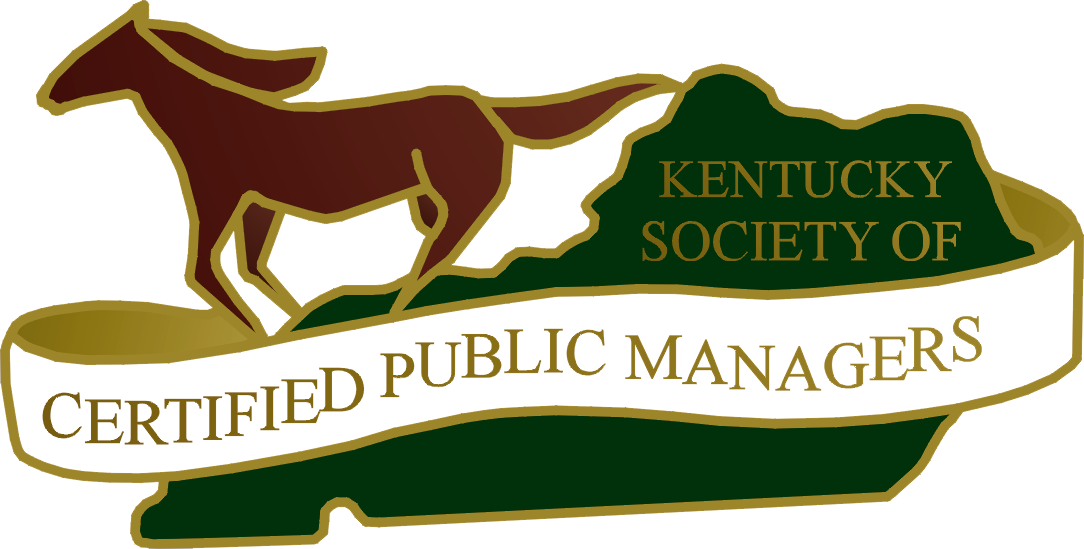 KENTUCKY
SOCIETY OF
CERTIFIED PUBLIC MANAGERS